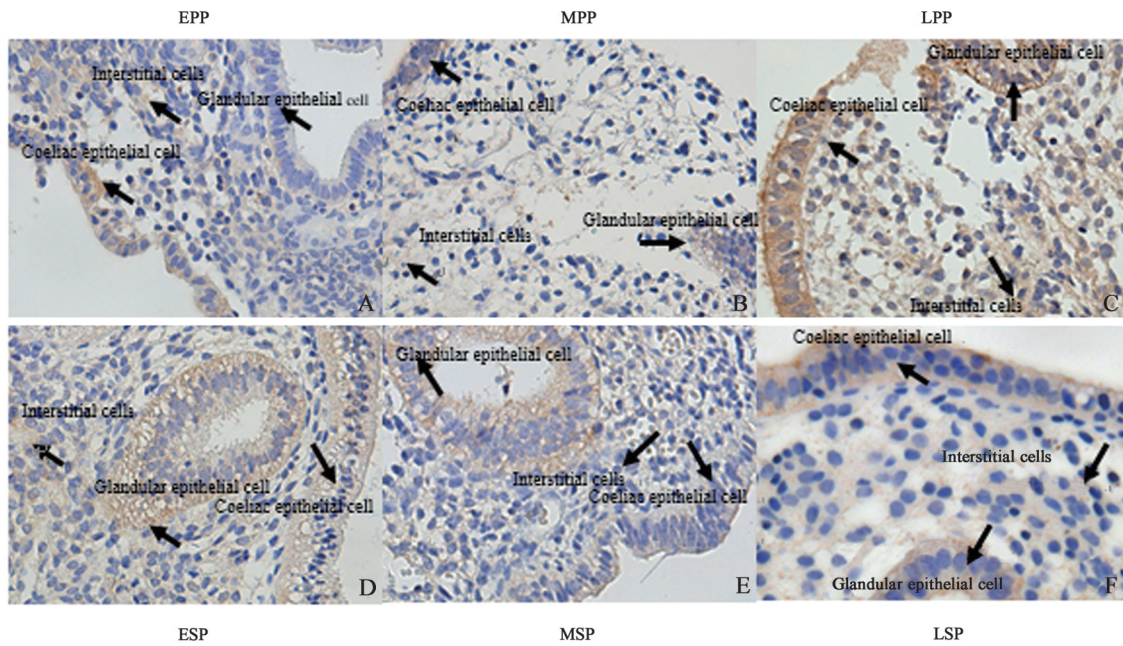 EPP
MPP
LPP
Interstitial cells
Glandular epithelial cell
Coeliac epithelial cell
A
Coeliac epithelial cell
Glandular epithelial cell
Interstitial cells
B
Glandular epithelial cell
Coeliac epithelial cell
Interstitial cells
C
Interstitial cells
Glandular epithelial cell
Coeliac epithelial cell
D
Glandular epithelial cell
Interstitial cells
Coeliac epithelial cell
E
Coeliac epithelial cell
Interstitial cells
Glandular epithelial cell
F
ESP
MSP
LSP